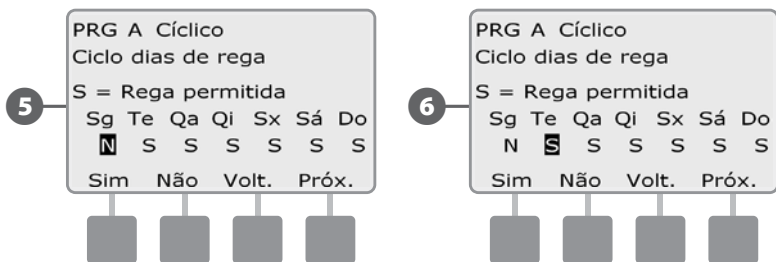 5
PRG A Cíclico
Ciclo dias de rega
S = Rega permitida
Sg Te Qa Qi Sx Sá Do
N S S S S S S
Sim Não Volt. Próx.
6
PRG A Cíclico
Ciclo dias de rega
S = Rega permitida
Sg Te Qa Qi Sx Sá Do
N S S S S S S
Sim Não Volt. Próx.